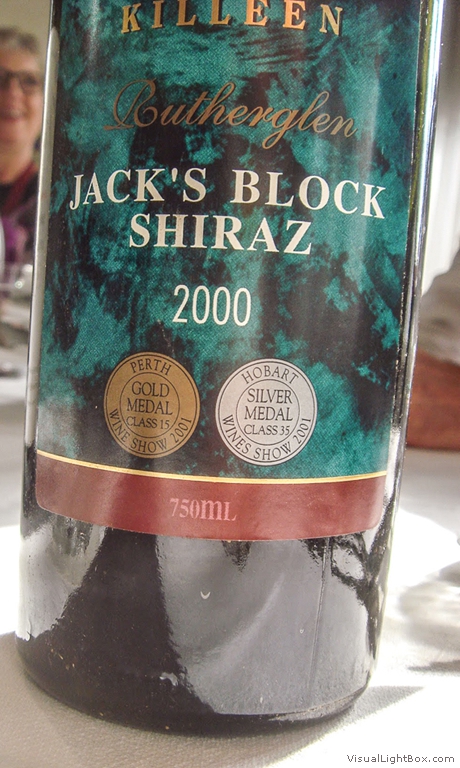 KILLEEN
Rutherglen
JACK'S BLOCK
SHIRAZ
2000
PERTH
GOLD
MEDAL
CLASS 15
WINE SHOW 2001
HOBART
SILVER
MEDAL
CLASS 35
WINES SHOW 2001
750mL
VisualLightBox.com